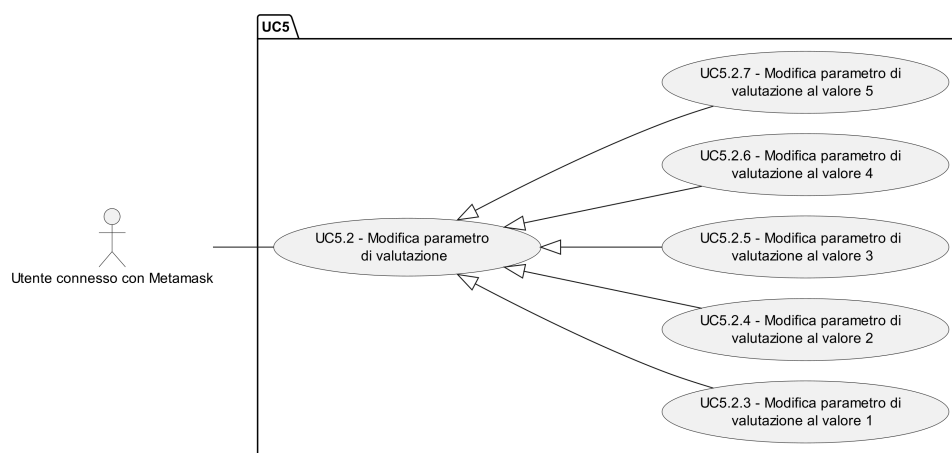 UC5
UC5.2.7 - Modifica parametro di
valutazione al valore 5
UC5.2.6 - Modifica parametro di
valutazione al valore 4
UC5.2 - Modifica parametro
di valutazione
UC5.2.5 - Modifica parametro di
valutazione al valore 3
Utente connesso con Metamask
UC5.2.4 - Modifica parametro di
valutazione al valore 2
UC5.2.3 - Modifica parametro di
valutazione al valore 1